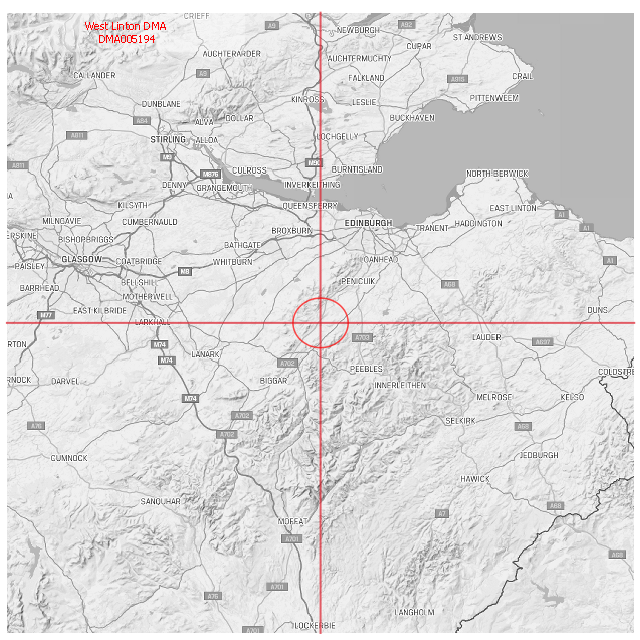 CRIEFF
West Linton DMA
DMA005194
A9
NEWBURGH
A92
ST ANDREWS
CUPAR
AUCHTERARDER
AUCHTERMUCHTY
A9
CALLANDER
FALKLAND
A915
CRAIL
DUNBLANE
KINROSS
LESLIE
PITTENWEEM
A84
ALVA
DOLLAR
BUCKHAVEN
A811
STIRLING
ALLOA
LOCHGELLY
M9
A811
M90
CULROSS
BURNTISLAND
M876
NORTH BERWICK
DENNY
GRANGEMOUTH
INVERKEITHING
KILSYTH
QUEENSFERRY
EAST LINTON
A1
MILNGAVIE
CUMBERNAULD
EDINBURGH
HADDINGTON
TRANENT
A1
ERSKINE
BISHOPBRIGGS
BROXBURN
BATHGATE
GLASGOW
COATBRIDGE
WHITBURN
LOANHEAD
A1
PAISLEY
M8
BELLSHILL
PENICUIK
A68
BARRHEAD
MOTHERWELL
M77
EAST KILBRIDE
DUNS
LARKHALL
A703
LAUDER
A697
RTON
M74
LANARK
M74
A702
PEEBLES
COLDSTRE
RNOCK
DARVEL
BIGGAR
INNERLEITHEN
M74
MELROSE
KELSO
A702
A76
A702
SELKIRK
A68
CUMNOCK
JEDBURGH
HAWICK
SANQUHAR
A68
A7
MOFFAT
A701
A68
A701
A76
LANGHOLM
LOCKERBIE
A701